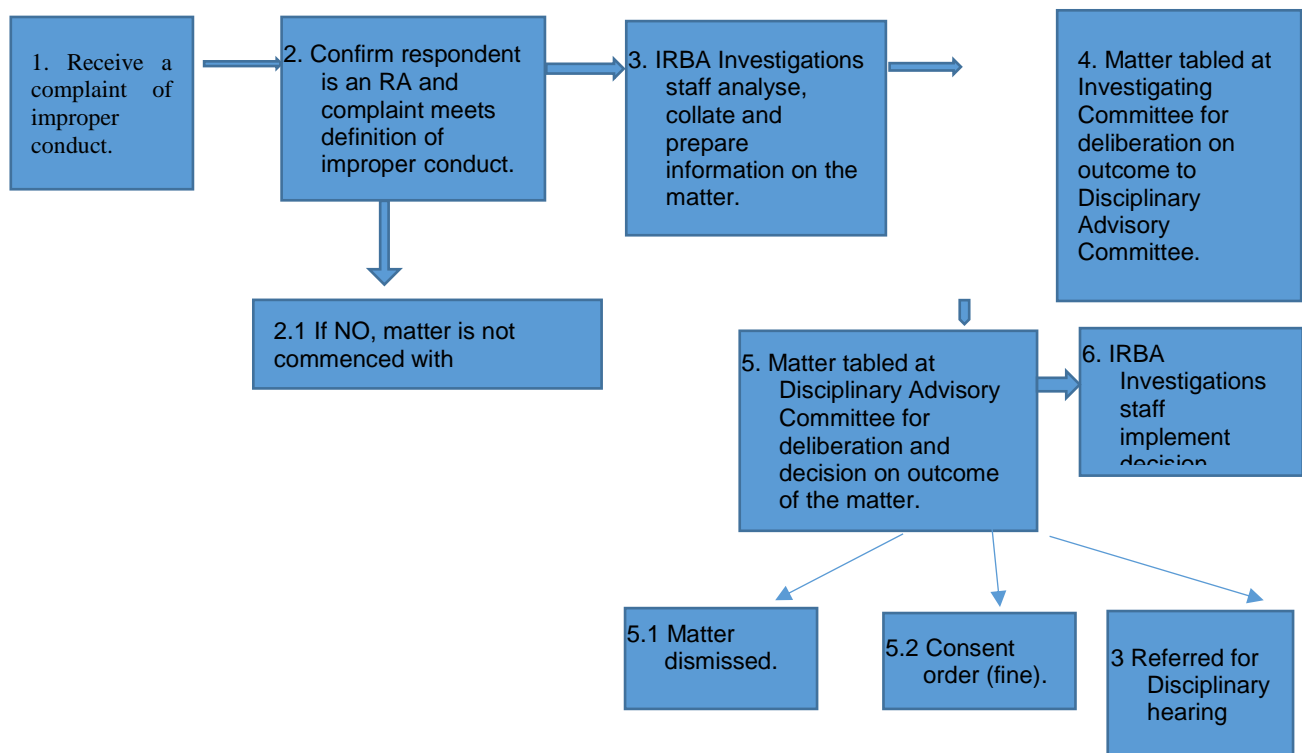 1. Receive a
complaint of
improper
conduct.
2. Confirm respondent
is an RA and
complaint meets
definition of
improper conduct.
3. IRBA Investigations
staff analyse,
collate and
prepare
information on the
matter.
4. Matter tabled at
Investigating
Committee for
deliberation on
outcome to
Disciplinary
Advisory
Committee.
2.1 If NO, matter is not
commenced with
5. Matter tabled at
Disciplinary Advisory
Committee for
deliberation and
decision on outcome
of the matter.
6. IRBA
Investigations
staff
implement
decision
5.1 Matter
dismissed.
5.2 Consent
order (fine).
3 Referred for
Disciplinary
hearing